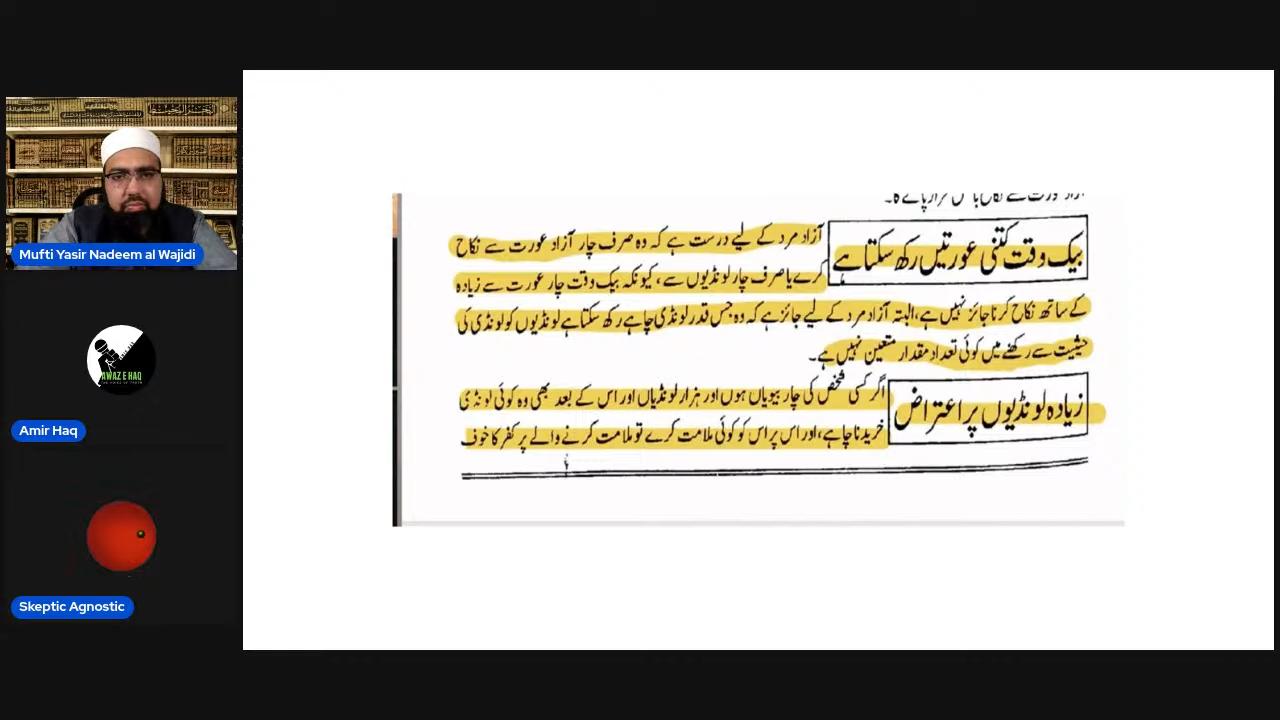 Mufti Yasir Nadeem al Wajidi
AWAZ E HAQ
Amir Haq
Skeptic Agnostic
بیک وقت کتنی عورتیں رکھ سکتا ہے
آزاد مرد کے لیے درست ہے کہ وہ صرف چار آزاد عورت سے نکاح
کرے یا صرف چار لونڈیوں سے، کیونکہ بیک وقت چار عورت سے زیادہ
کے ساتھ نکاح کرنا جائز نہیں ہے، البتہ آزاد مرد کے لیے جائز ہے کہ وہ جس قدر لونڈی چاہے رکھ سکتا ہے لونڈیوں کو لونڈی کی
حیثیت سے رکھنے میں کوئی تعداد مقدار متعین نہیں ہے۔
زیادہ لونڈیوں پر اعتراض
اگر کسی شخص کی چار بیویاں ہوں اور ہزار لونڈیاں اور اس کے بعد بھی وہ کوئی لونڈی
خریدنا چاہے، اور اس پر اس کو کوئی ملامت کرے تو ملامت کرنے والے پر کفر کا خوف